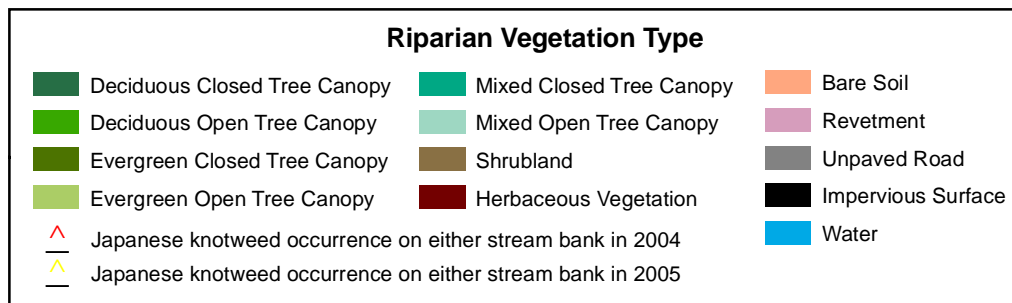 Riparian Vegetation Type
Deciduous Closed Tree Canopy
Deciduous Open Tree Canopy
Evergreen Closed Tree Canopy
Evergreen Open Tree Canopy
Mixed Closed Tree Canopy
Mixed Open Tree Canopy
Shrubland
Herbaceous Vegetation
Bare Soil
Revetment
Unpaved Road
Impervious Surface
Water
Japanese knotweed occurrence on either stream bank in 2004
Japanese knotweed occurrence on either stream bank in 2005